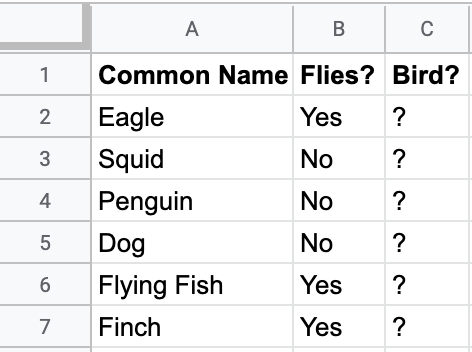 A B C
1 Common Name Flies? Bird?
2 Eagle Yes ?
3 Squid No ?
4 Penguin No ?
5 Dog No ?
6 Flying Fish Yes ?
7 Finch Yes ?